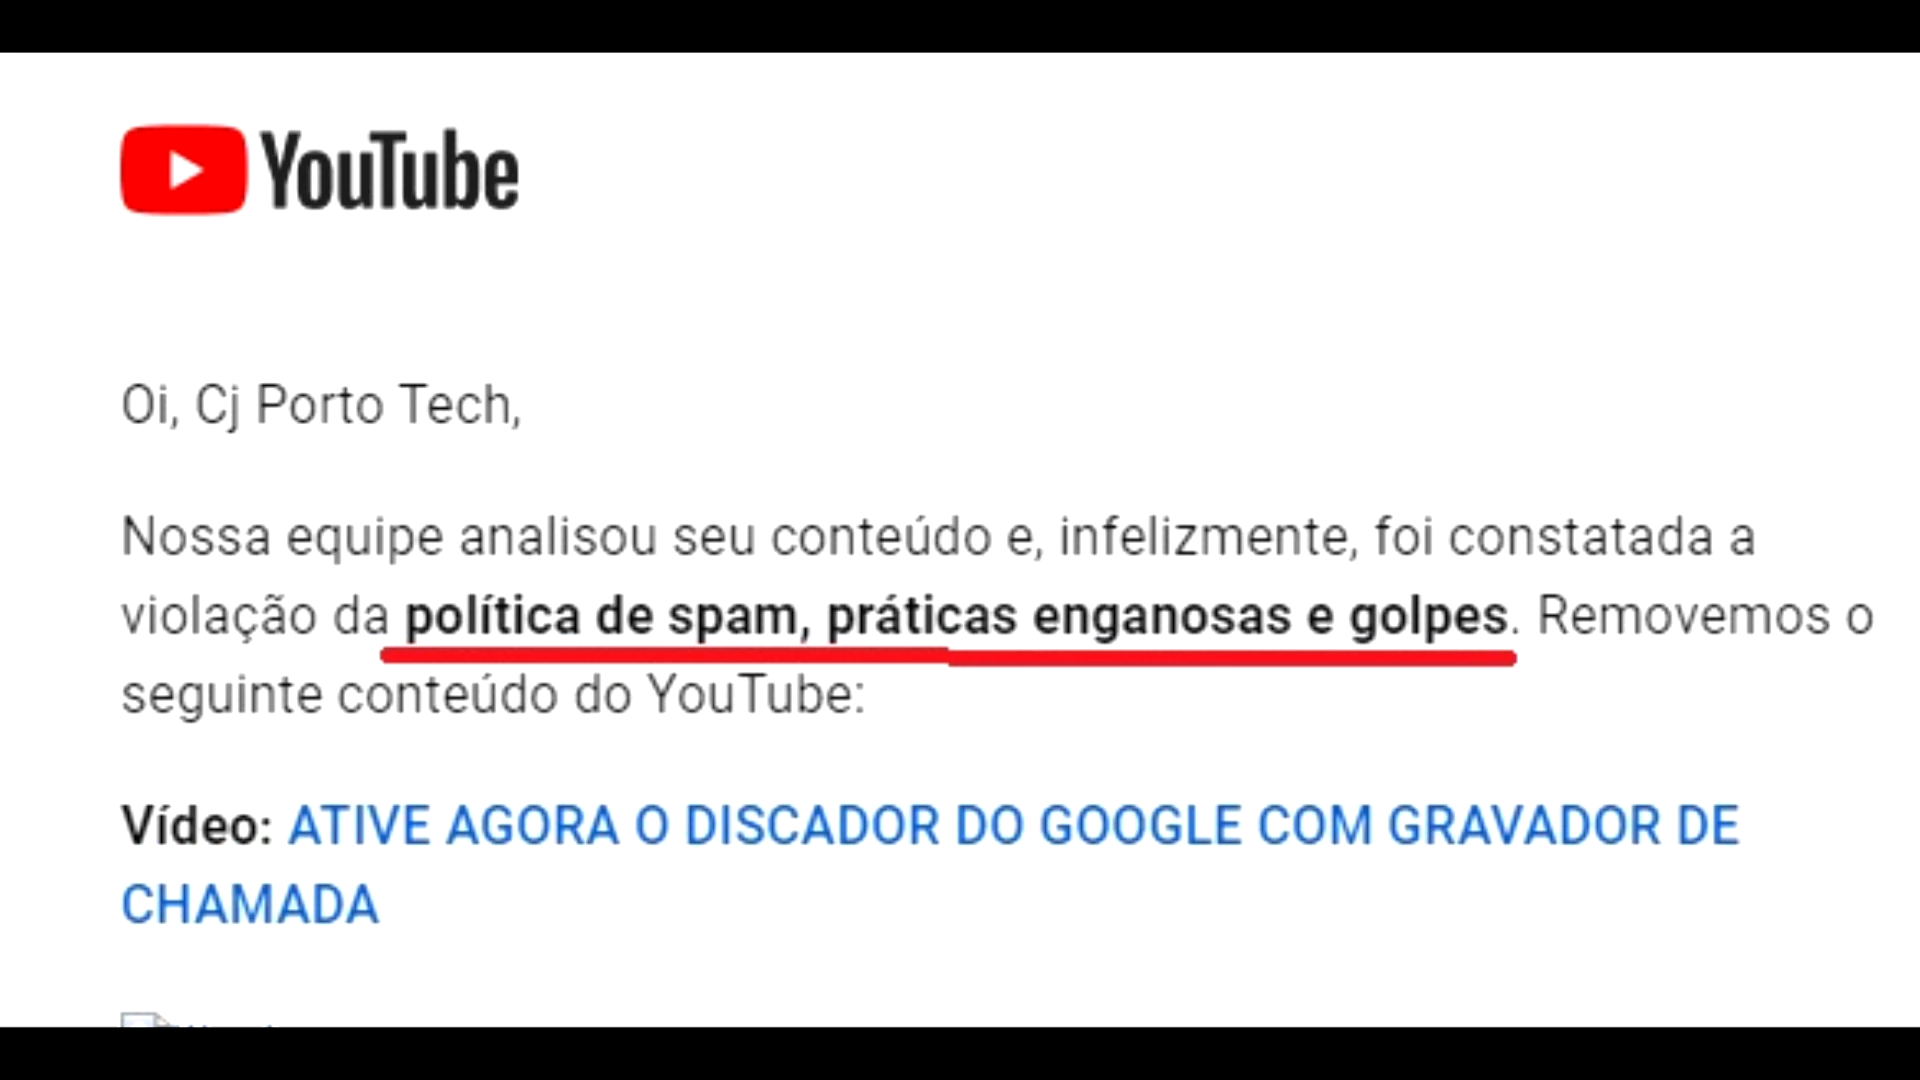 YouTube
Oi, Cj Porto Tech,
Nossa equipe analisou seu conteúdo e, infelizmente, foi constatada a
violação da política de spam, práticas enganosas e golpes. Removemos o
seguinte conteúdo do YouTube:
Vídeo: ATIVE AGORA O DISCADOR DO GOOGLE COM GRAVADOR DE
CHAMADA